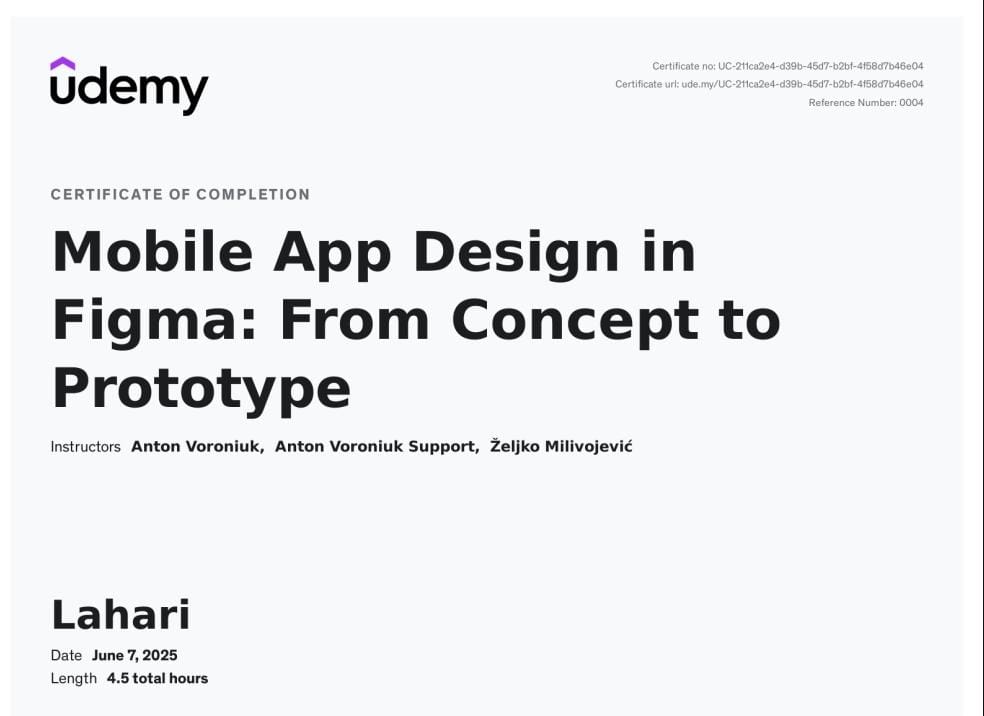 udemy
Certificate no: UC-211ca2e4-d39b-45d7-b2bf-4f58d7b46e04
Certificate url: ude.my/UC-211ca2e4-d39b-45d7-b2bf-4f58d7b46e04
Reference Number: 0004
CERTIFICATE OF COMPLETION
Mobile App Design in
Figma: From Concept to
Prototype
Instructors Anton Voroniuk, Anton Voroniuk Support, Željko Milivojević
Lahari
Date June 7, 2025
Length 4.5 total hours